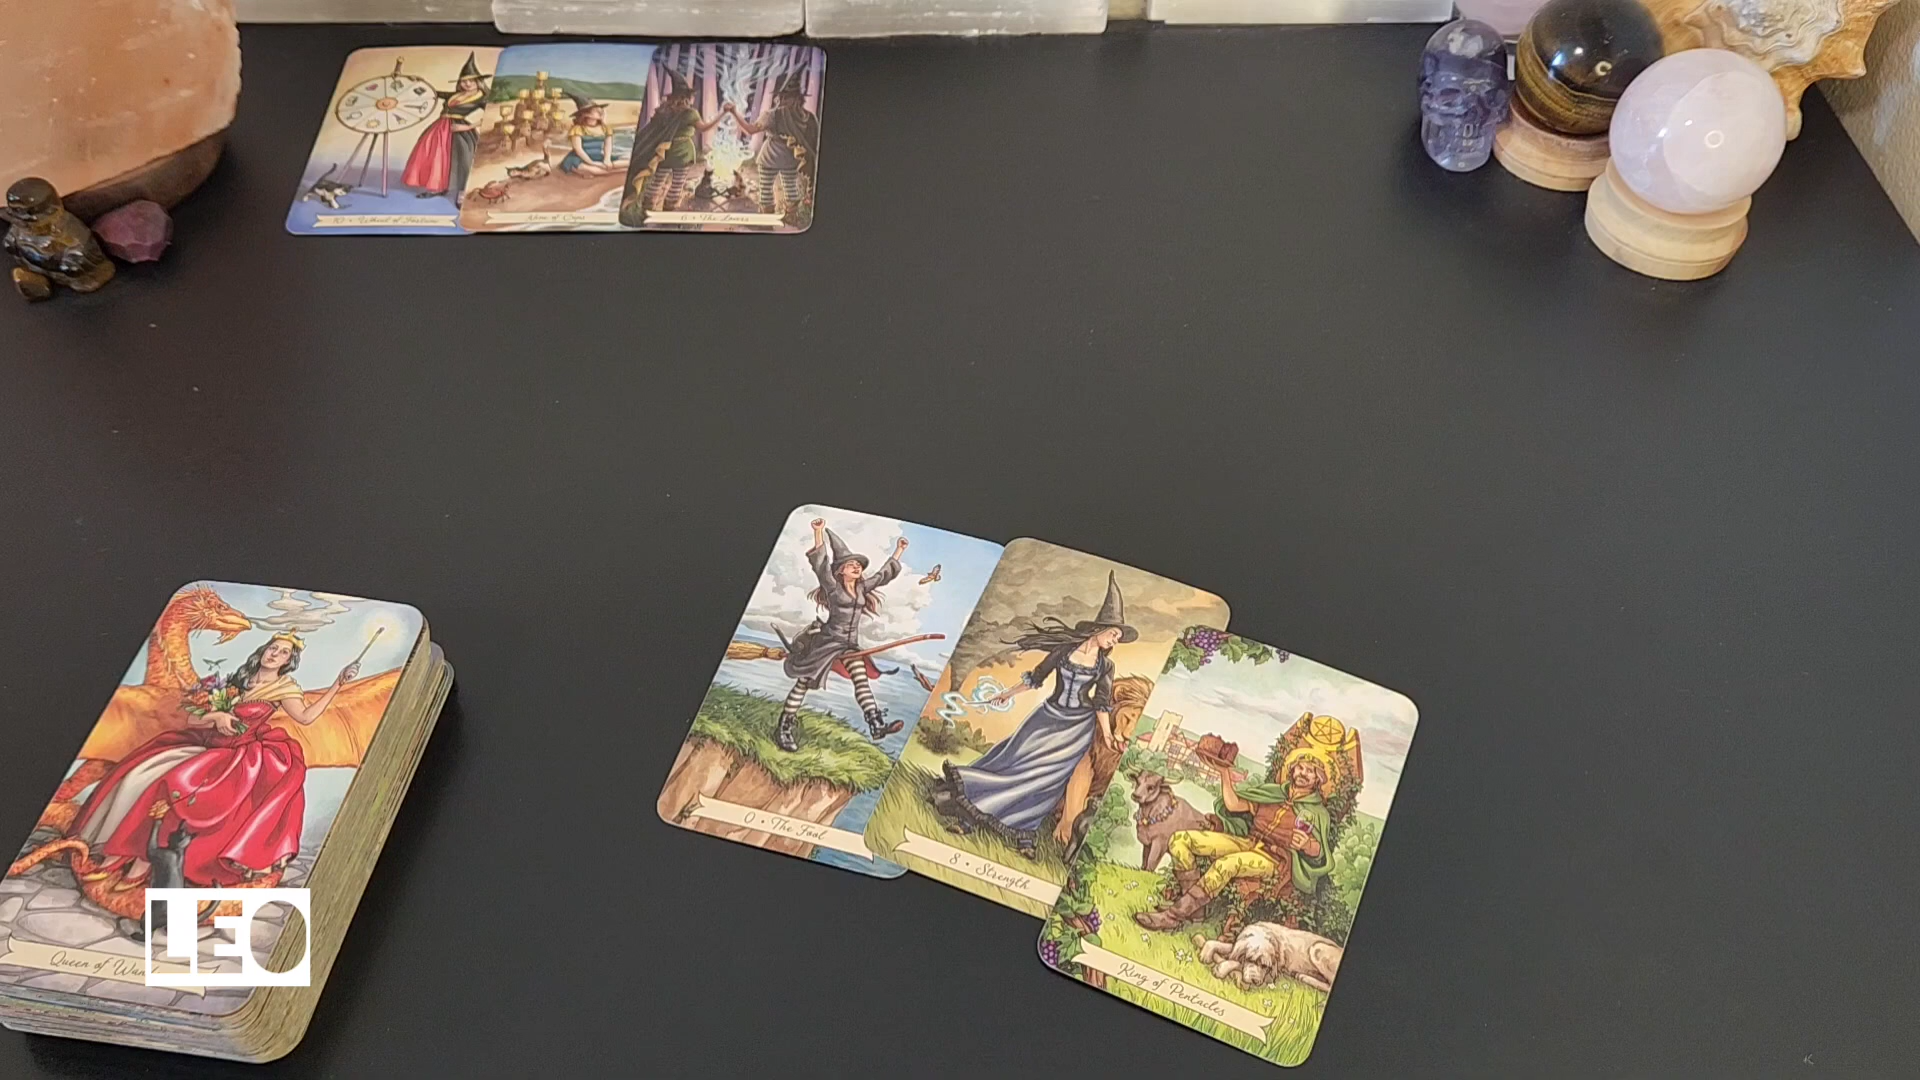 10 • Wheel of Fortune
Nine of Cups
6 • The Lovers
0 • The Fool
8 • Strength
King of Pentacles
Queen of Wand
LEO